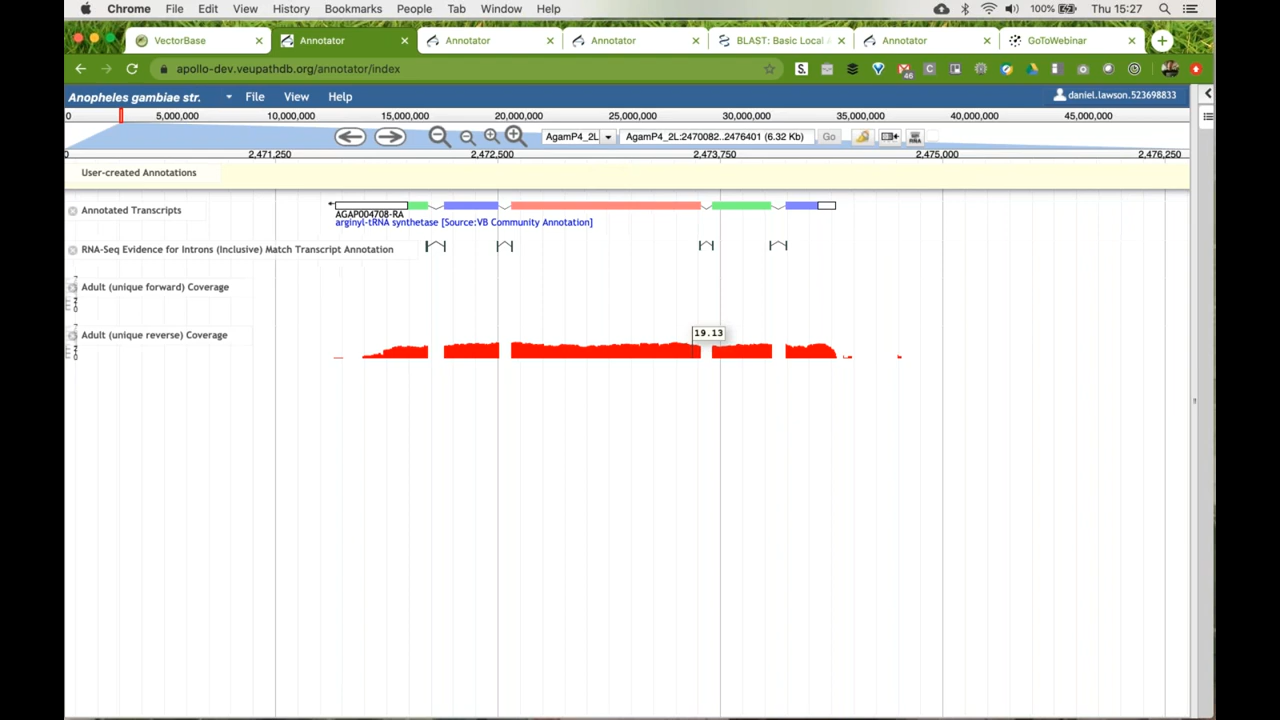 Chrome File Edit View History Bookmarks People Tab Window Help 100% Thu 15:27
VectorBase Annotator Annotator Annotator BLAST: Basic Local A Annotator GoToWebinar
apollo-dev.veupathdb.org/annotator/index 46
Anopheles gambiae str. File View Help daniel.lawson.523698833
0 5,000,000 10,000,000 15,000,000 20,000,000 25,000,000 30,000,000 35,000,000 40,000,000 45,000,000
AgamP4_2L AgamP4_2L:2470082..2476401 (6.32 Kb) Go
2,471,250 2,472,500 2,473,750 2,475,000 2,476,250
User-created Annotations
Annotated Transcripts
AGAP004708-RA
arginyl-tRNA synthetase [Source:VB Community Annotation]
RNA-Seq Evidence for Introns (Inclusive) Match Transcript Annotation
Adult (unique forward) Coverage
0
19.13
Adult (unique reverse) Coverage
0